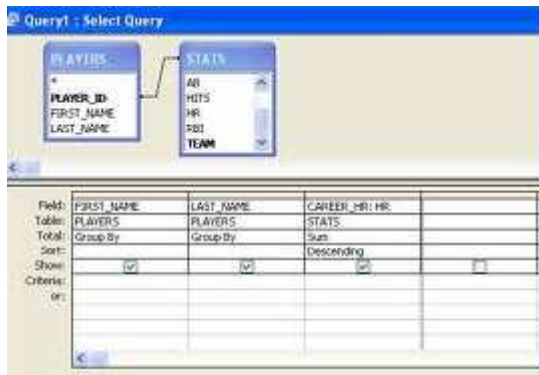 Query1 : Select Query
PLAYERS
*
PLAYER_ID
FIRST_NAME
LAST_NAME
STATS
AB
HITS
HR
RBI
TEAM
Field: FIRST_NAME LAST_NAME CAREER_HR: HR
Table: PLAYERS PLAYERS STATS
Total: Group By Group By Sum
Sort: Descending
Show:
Criteria:
or: